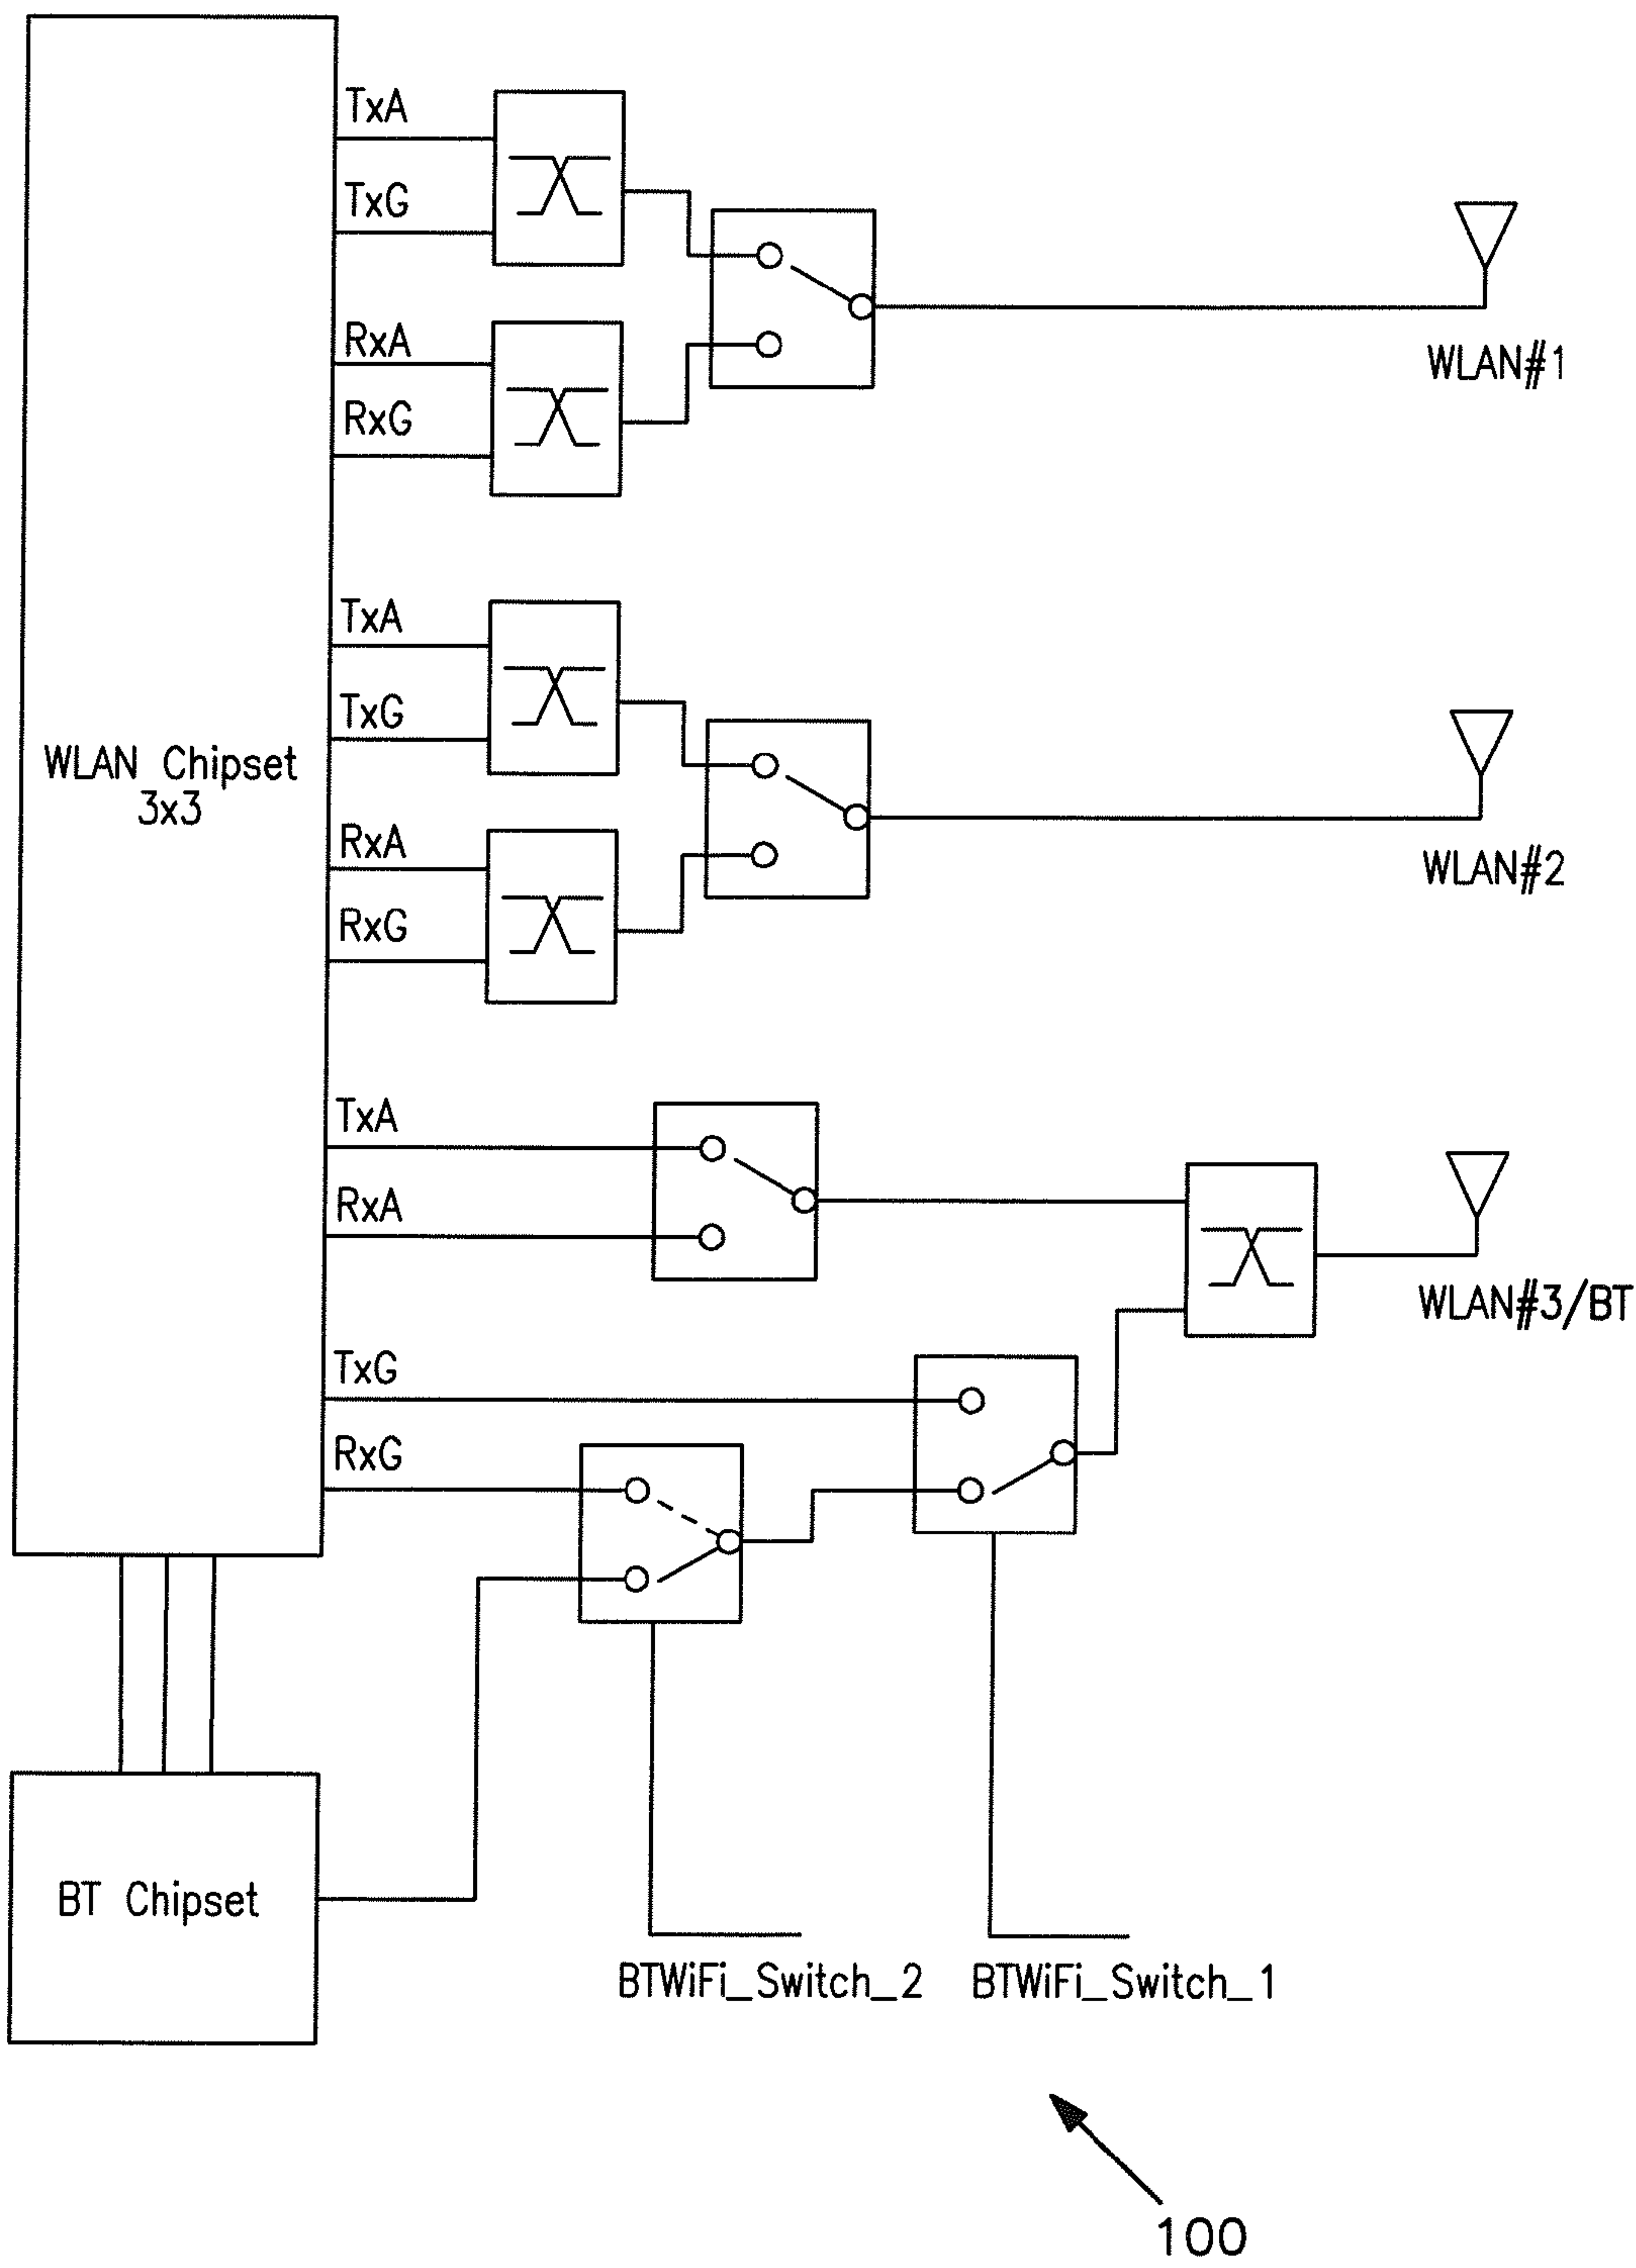 TxA
TxG
RxA
RxG
WLAN#1
TxA
TxG
WLAN Chipset
3x3
RxA
RxG
WLAN#2
TxA
RxA
WLAN#3/BT
TxG
RxG
BT Chipset
BTWiFi_Switch_2
BTWiFi_Switch_1
100